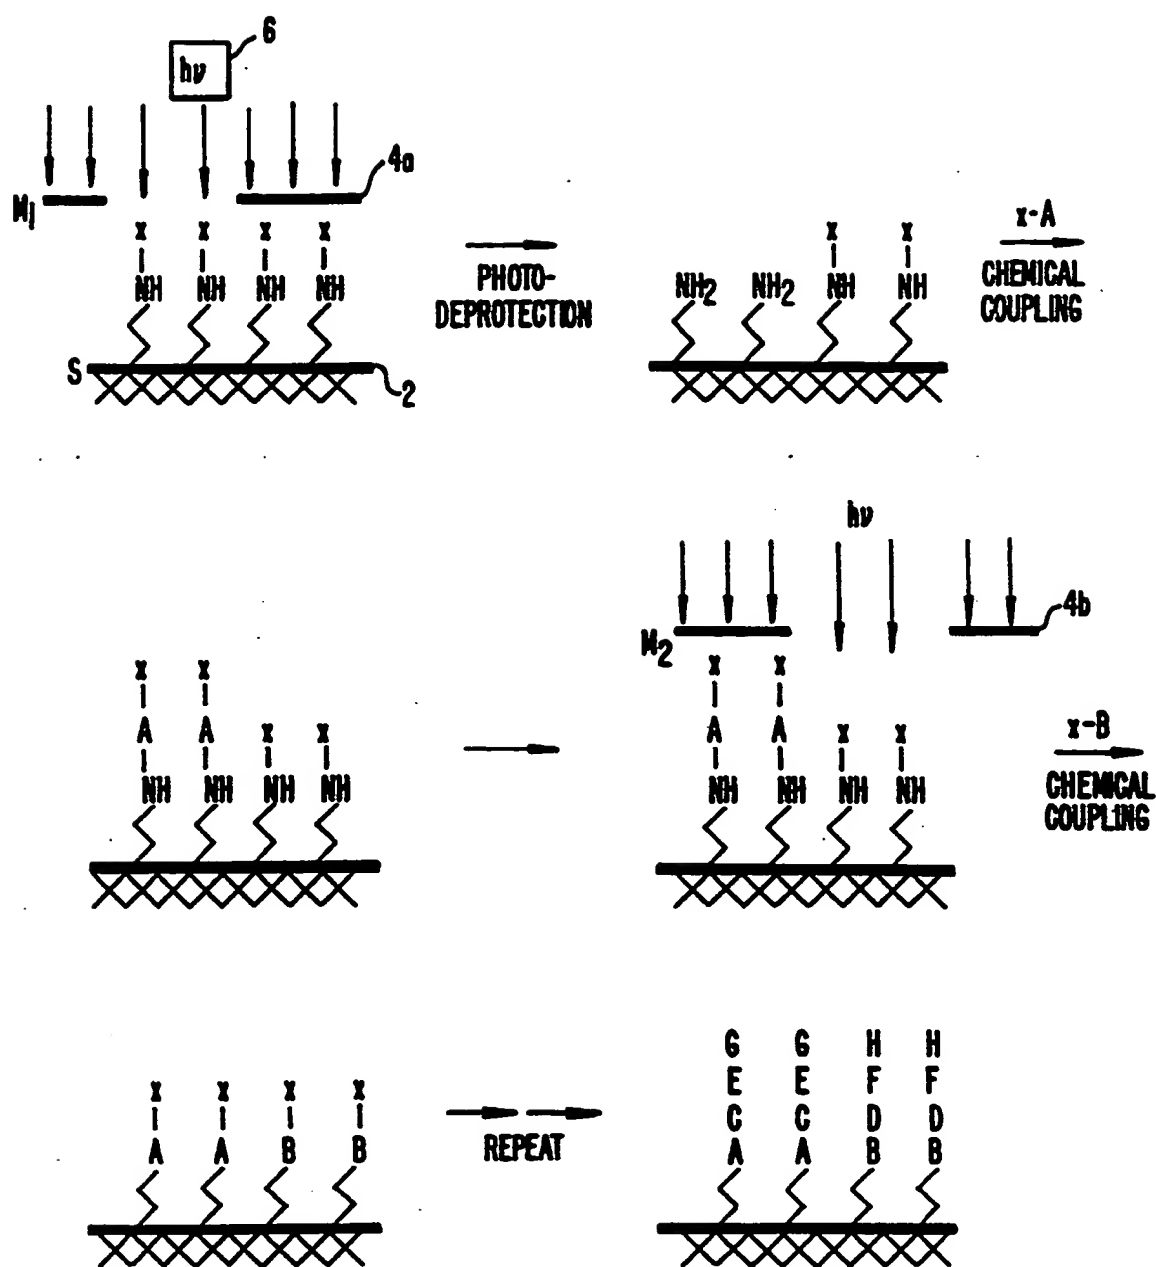 6
hν
4a
M1
x x x x
NH NH NH NH
S
2
PHOTO-
DEPROTECTION
x x
NH2 NH2 NH NH
x-A
CHEMICAL
COUPLING
x x
A A x x
NH NH NH NH
hν
4b
M2
x x
A A x x
NH NH NH NH
x-B
CHEMICAL
COUPLING
x x x x
A A B B
REPEAT
G G H H
E E F F
C C D D
A A B B